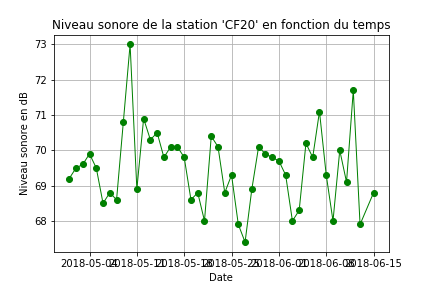 Niveau sonore de la station 'CF20' en fonction du temps
73
72
71
70
69
68
Niveau sonore en dB
2018-05-04 2018-05-11 2018-05-18 2018-05-25 2018-06-01 2018-06-08 2018-06-15
Date